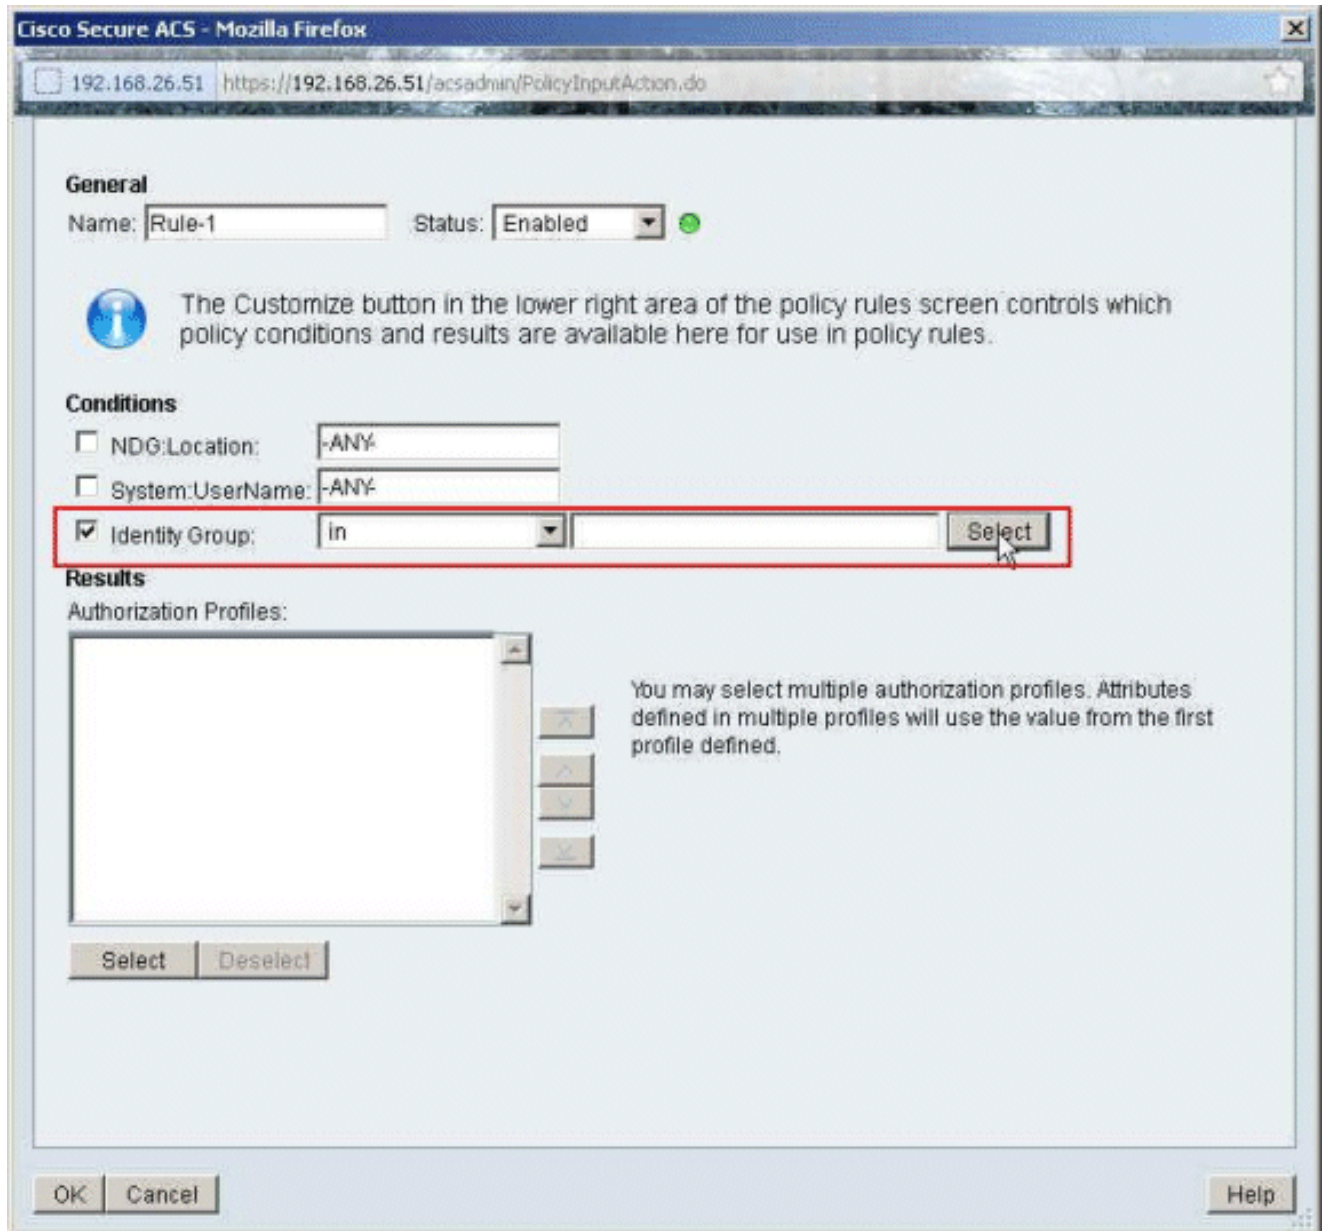 Cisco Secure ACS - Mozilla Firefox
192.168.26.51 https://192.168.26.51/acsadmin/PolicyInputAction.do
General
Name: Rule-1 Status: Enabled
The Customize button in the lower right area of the policy rules screen controls which
policy conditions and results are available here for use in policy rules.
Conditions
NDG:Location: -ANY-
System:UserName: -ANY-
Identity Group: in Select
Results
Authorization Profiles:
You may select multiple authorization profiles. Attributes
defined in multiple profiles will use the value from the first
profile defined.
Select Deselect
OK Cancel Help